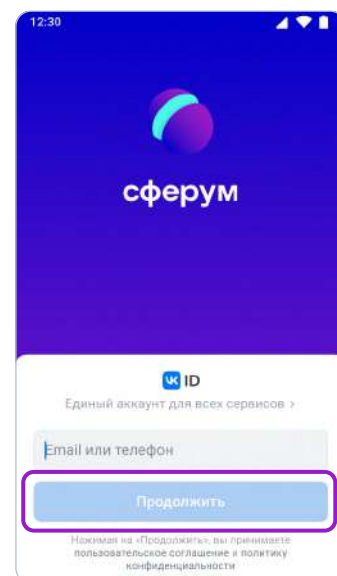 12:30
сферум
VK ID
Единый аккаунт для всех сервисов >
Email или телефон
Продолжить
Нажимая на «Продолжить», вы принимаете
пользовательское соглашение и политику
конфиденциальности